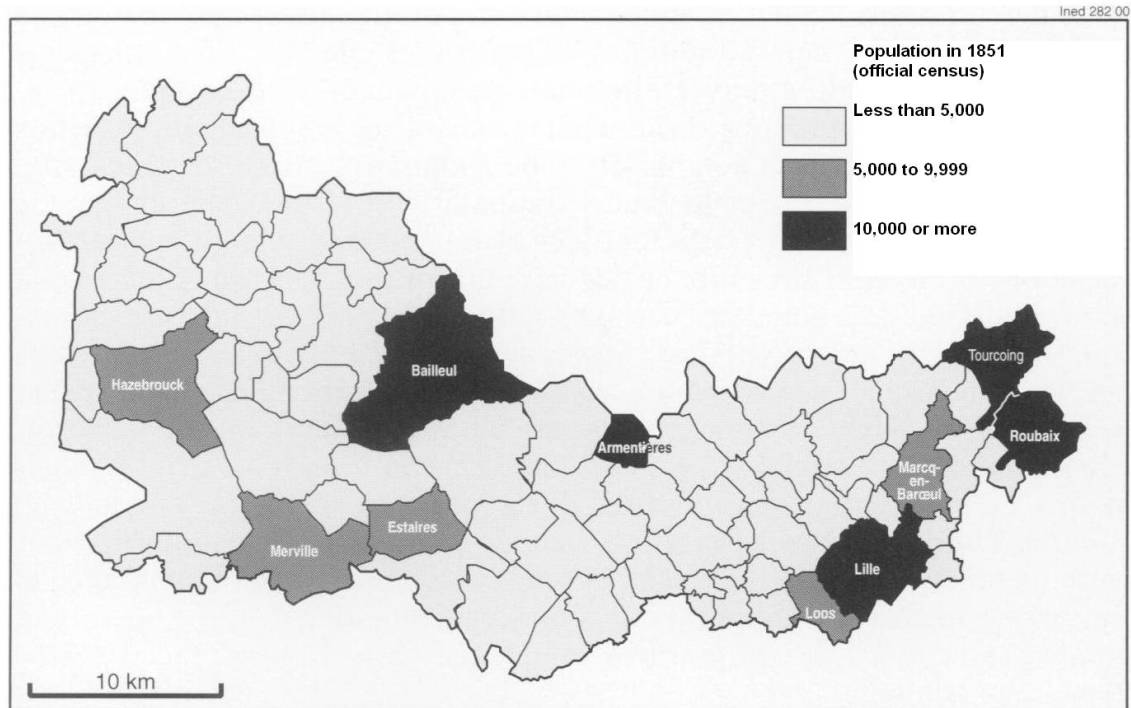 Ined 282 00
Population in 1851
(official census)
Less than 5,000
5,000 to 9,999
10,000 or more
Tourcoing
Bailleul
Hazebrouck
Roubaix
Armentières
Marcq-
en-
Barœul
Estaires
Merville
Lille
Loos
10 km